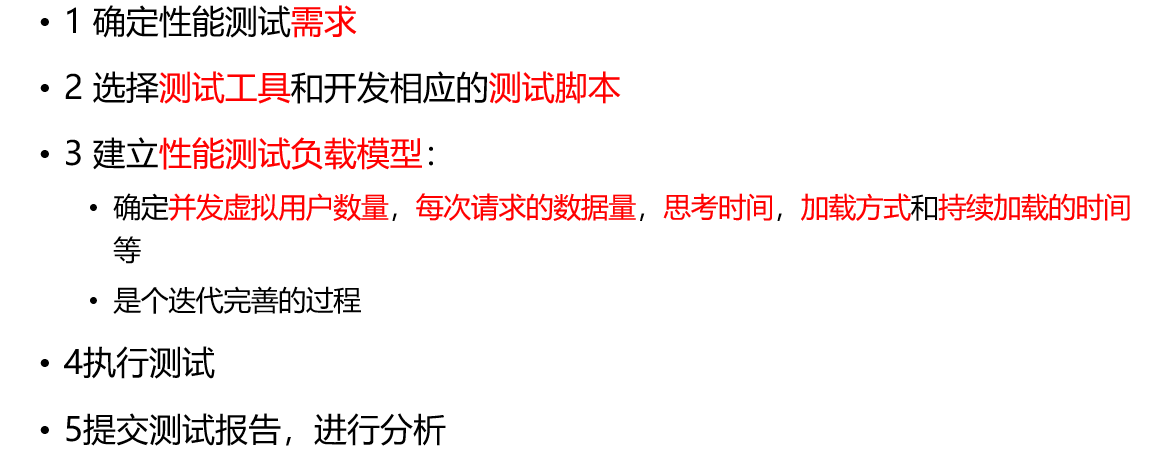 • 1 确定性能测试需求
• 2 选择测试工具和开发相应的测试脚本
• 3 建立性能测试负载模型：
• 确定并发虚拟用户数量，每次请求的数据量，思考时间，加载方式和持续加载的时间
等
• 是个迭代完善的过程
• 4执行测试
• 5提交测试报告，进行分析